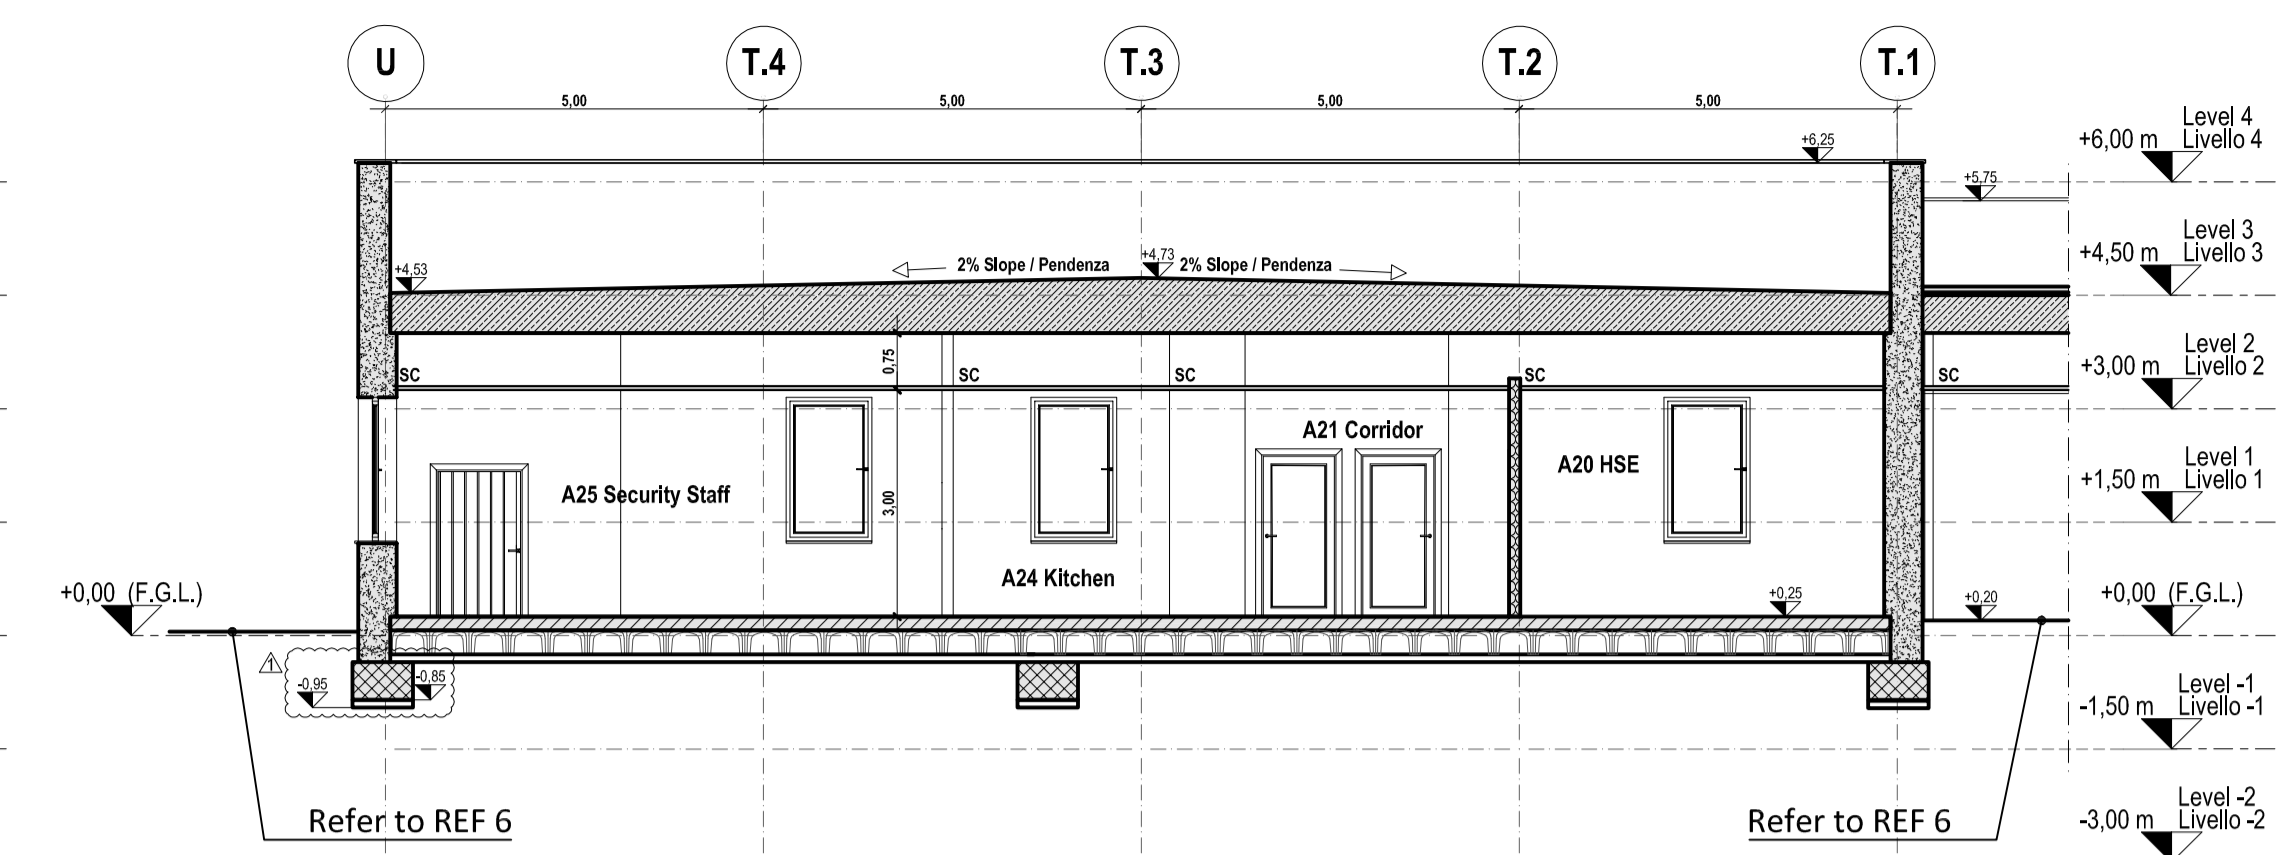 U
T.4
T.3
T.2
T.1
5,00
5,00
5,00
5,00
Level 4
+6,00 m Livello 4
+6,25
+5,75
Level 3
+4,50 m Livello 3
+4,53
2% Slope / Pendenza
+4,73
2% Slope / Pendenza
Level 2
+3,00 m Livello 2
0,75
SC
SC
SC
SC
SC
A21 Corridor
A20 HSE
Level 1
+1,50 m Livello 1
A25 Security Staff
3,00
A24 Kitchen
+0,00 (F.G.L.)
+0,25
+0,20
+0,00 (F.G.L.)
1
-0,95
-0,85
Level -1
-1,50 m Livello -1
Refer to REF 6
Refer to REF 6
Level -2
-3,00 m Livello -2